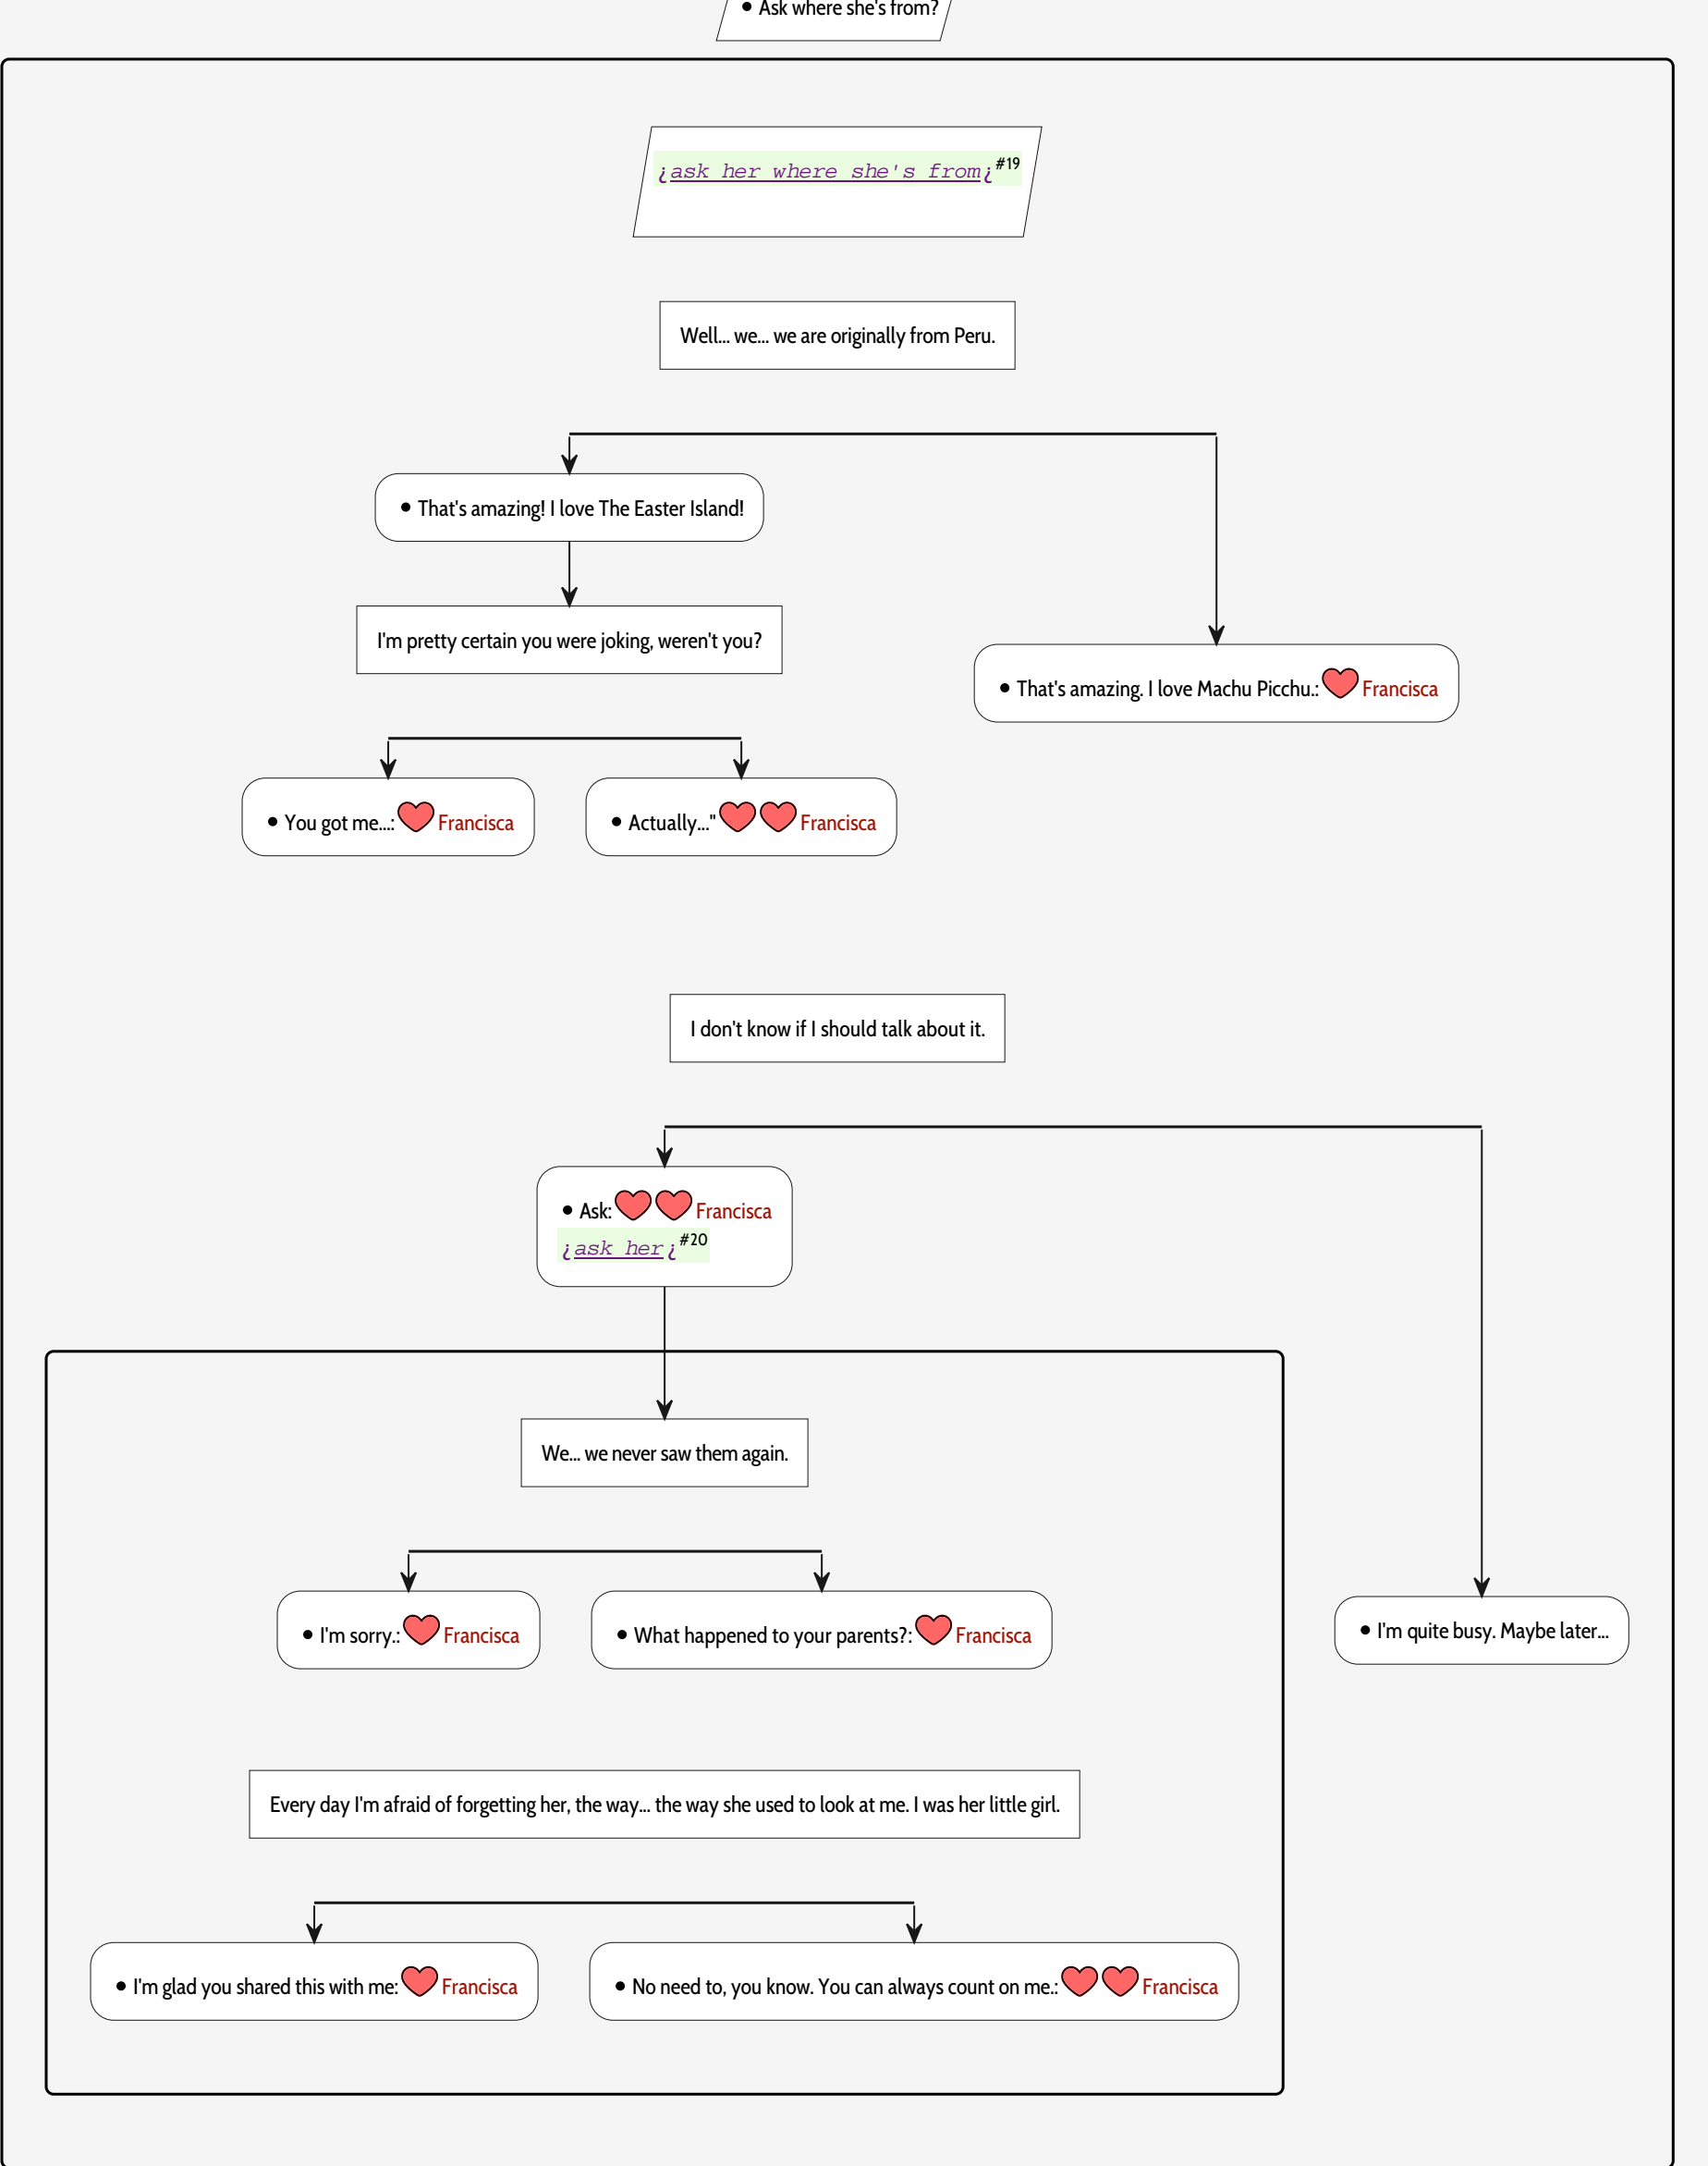 • Ask where she's from?
¿ask her where she's from¿#19
Well... we... we are originally from Peru.
• That's amazing! I love The Easter Island!
I'm pretty certain you were joking, weren't you?
• That's amazing. I love Machu Picchu.: Francisca
• You got me...: Francisca
• Actually..." Francisca
I don't know if I should talk about it.
• Ask: Francisca
¿ask her¿#20
We... we never saw them again.
• I'm sorry.: Francisca
• What happened to your parents?: Francisca
• I'm quite busy. Maybe later...
Every day I'm afraid of forgetting her, the way... the way she used to look at me. I was her little girl.
• I'm glad you shared this with me: Francisca
• No need to, you know. You can always count on me.: Francisca